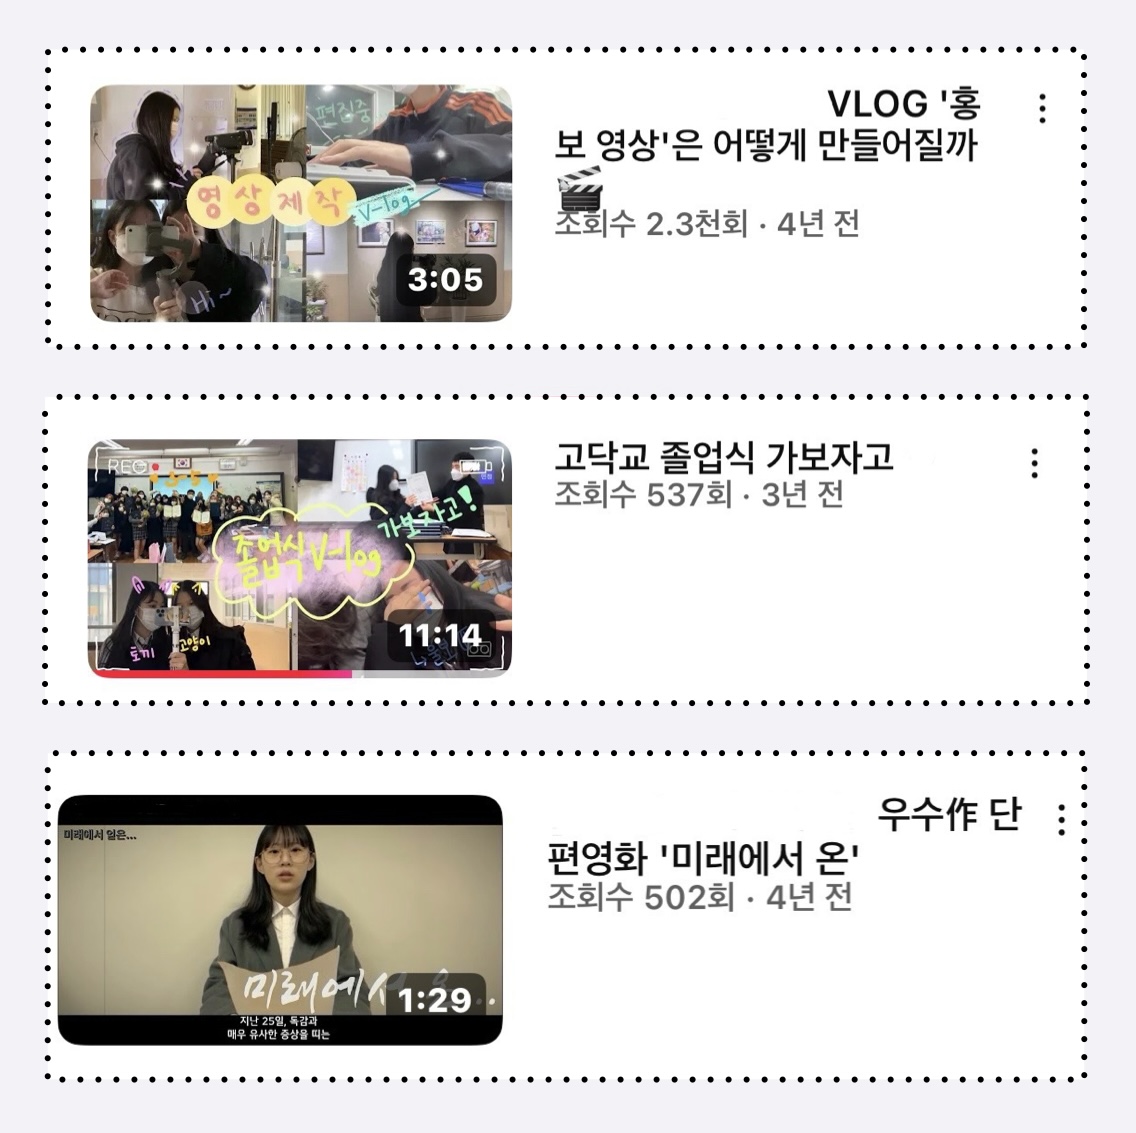 편집중
영상제작
V-log
Hi~
3:05
VLOG '홍
보 영상'은 어떻게 만들어질까
조회수 2.3천회 · 4년 전
REC
졸업식 V-log
가보자고!
토끼
고양이
11:14
고닥교 졸업식 가보자고
조회수 537회 · 3년 전
미래에서 일은...
미래에서
1:29
지난 25일, 독감과
매우 유사한 증상을 띠는
우수作 단
편영화 '미래에서 온'
조회수 502회 · 4년 전